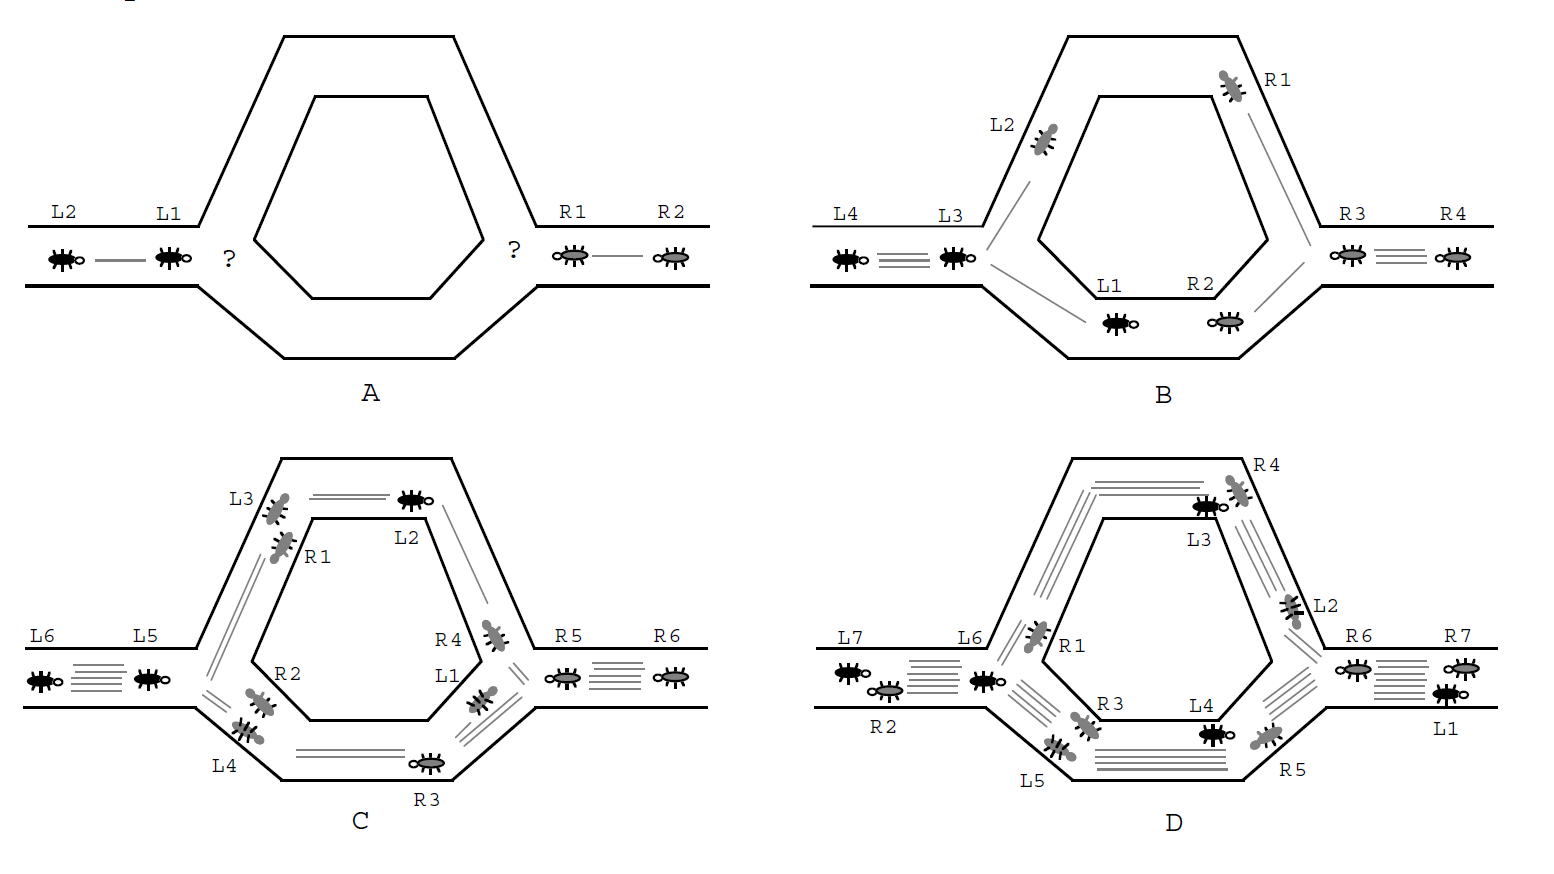 L2 L1 ? ? R1 R2
A
R1
L2
L4 L3 R3 R4
L1 R2
B
L3
R1
L2
L6 L5 R4 R5 R6
R2 L1
L4
R3
C
R4
L3
L2
L7 L6 R1 R6 R7
R2 R3 L4 L1
L5 R5
D